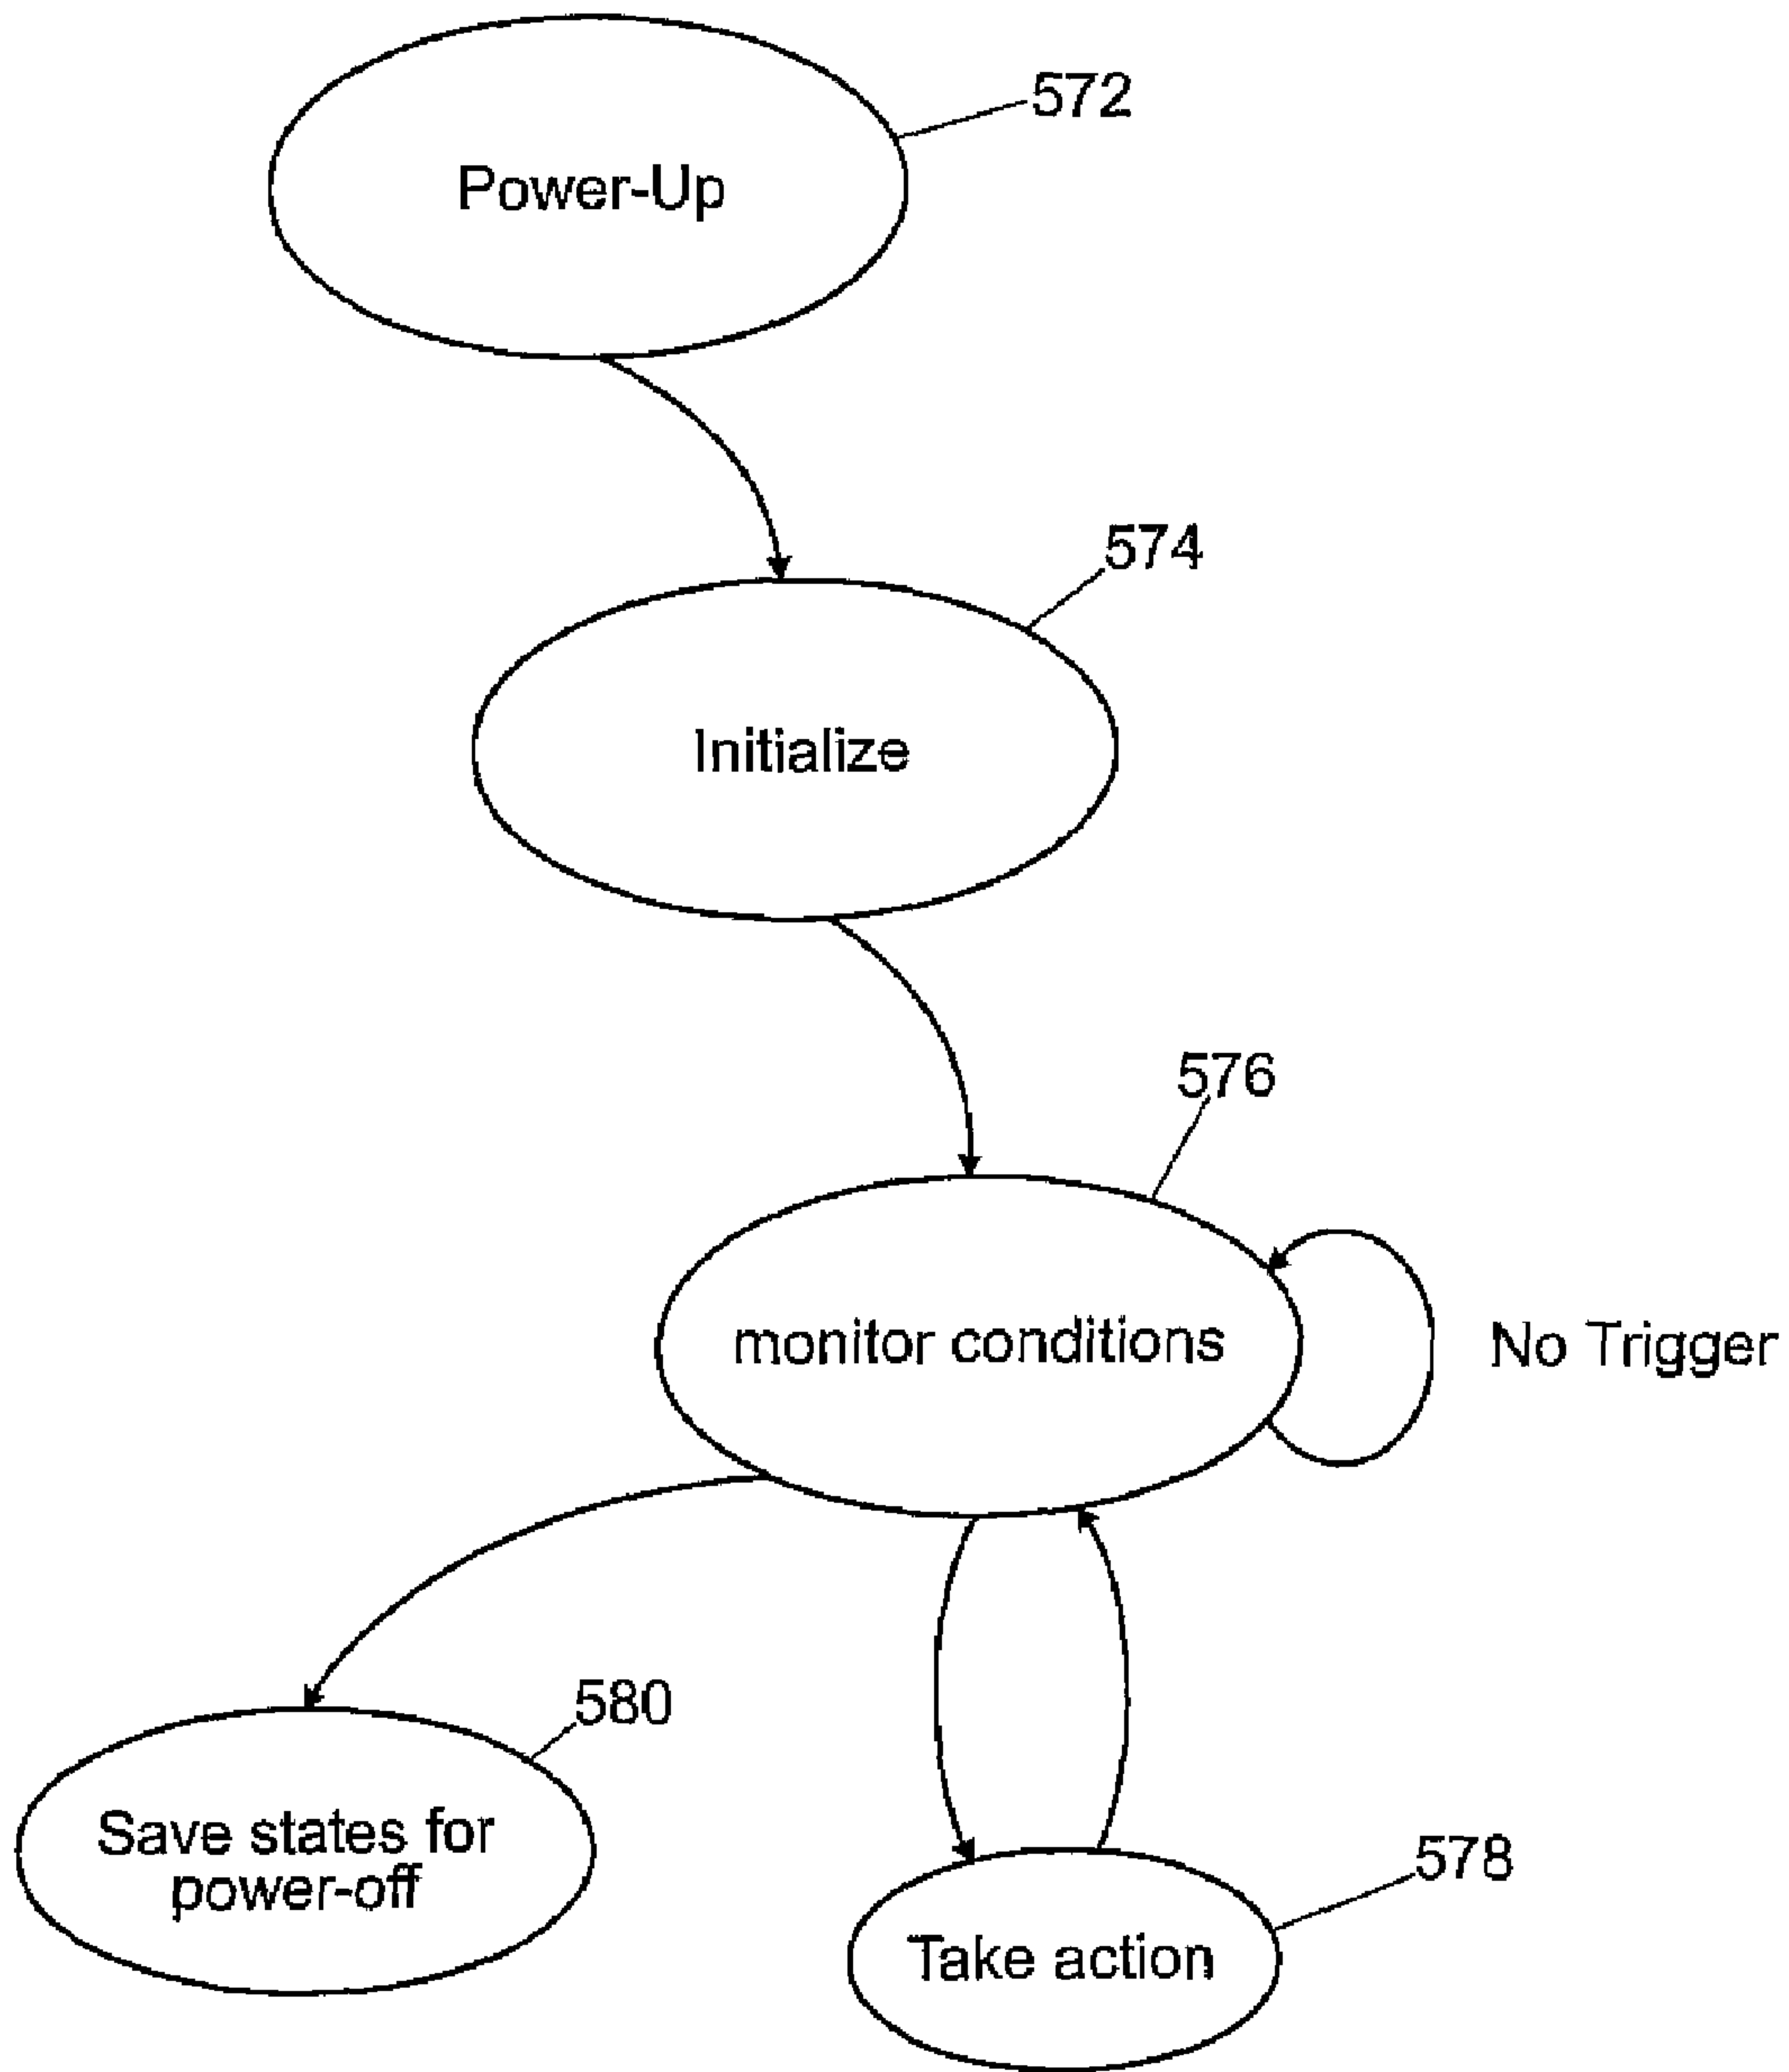 572
Power-Up
574
Initialize
576
monitor conditions
No Trigger
580
Save states for
power-off
578
Take action